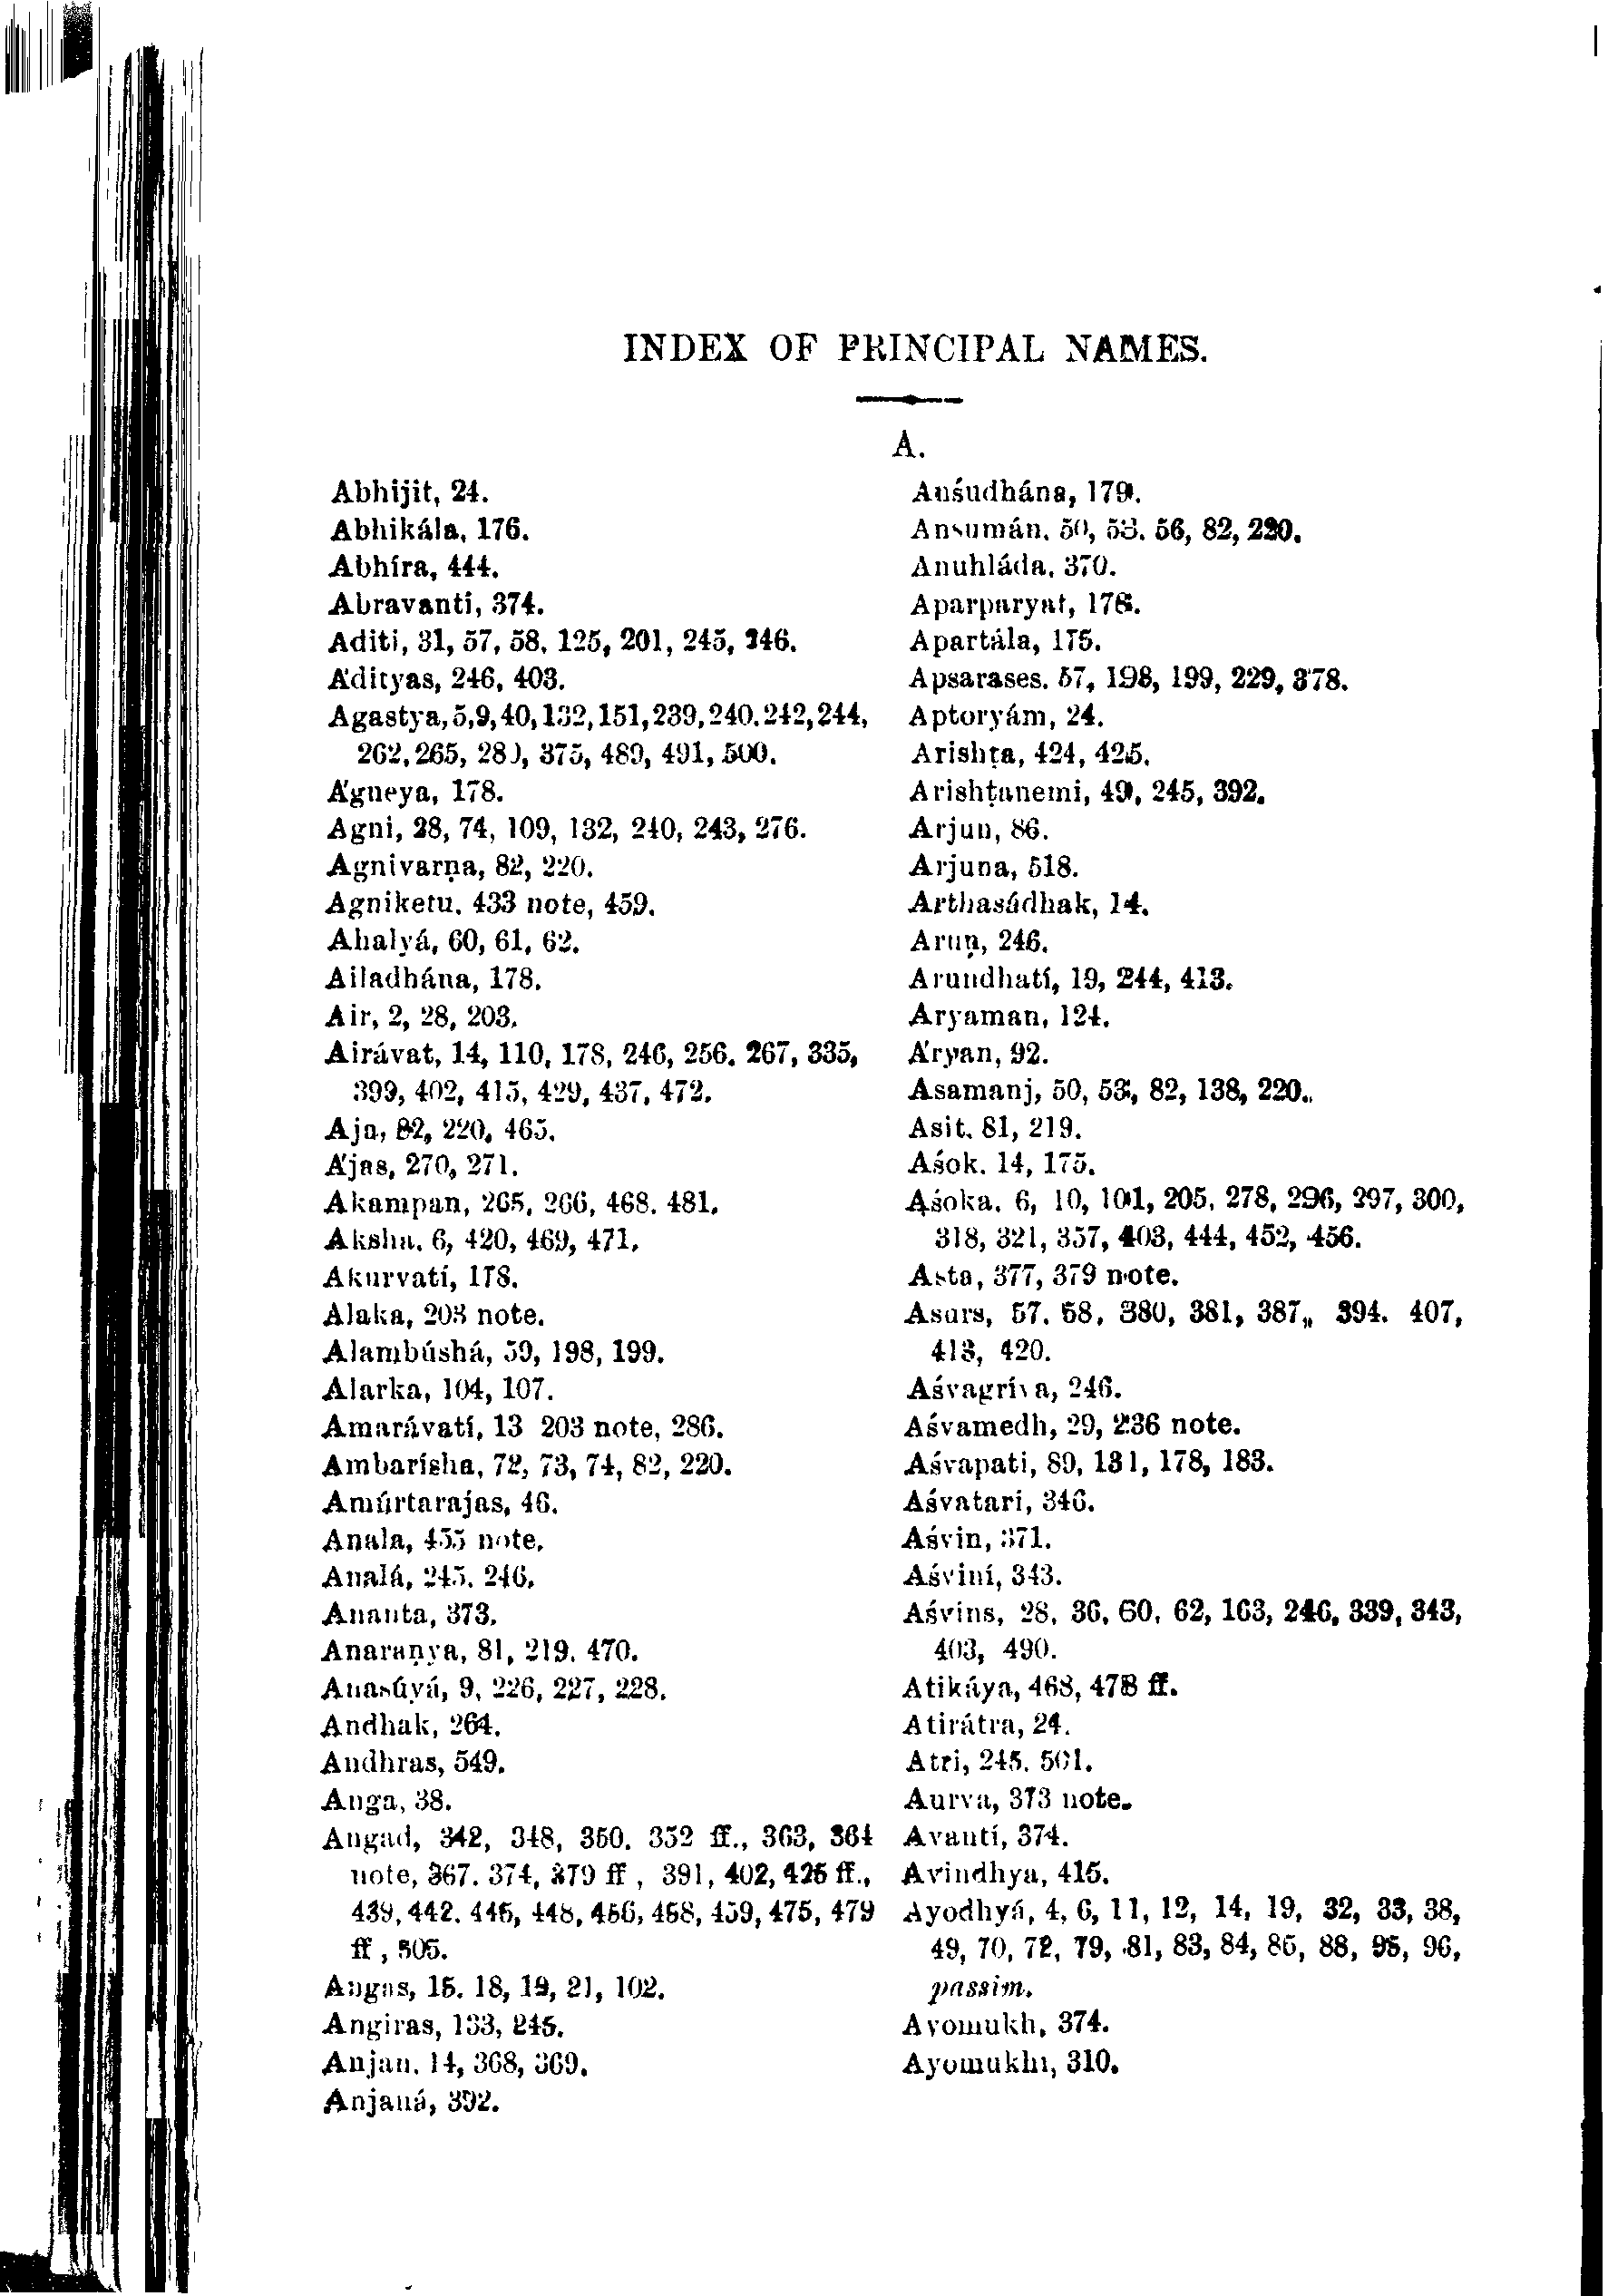 INDEX OF PRINCIPAL NAMES.
A.
Abhijit, 24.
Abhikála, 176.
Abhíra, 444.
Abravanti, 374.
Aditi, 31, 57, 58, 125, 201, 245, 246.
Ádityas, 246, 403.
Agastya, 5, 9, 40, 132, 151, 239, 240. 242, 244,
262, 265, 280, 375, 489, 491, 500.
Ágneya, 178.
Agni, 28, 74, 109, 132, 240, 243, 276.
Agnivarṇa, 82, 220.
Agniketu. 433 note, 459.
Ahalyá, 60, 61, 62.
Ailadhána, 178.
Air, 2, 28, 203.
Airávat, 14, 110, 178, 246, 256. 267, 335,
399, 402, 415, 429, 437, 472.
Aja, 82, 220, 465.
Ájas, 270, 271.
Akampan, 265, 266, 468. 481.
Aksha. 6, 420, 469, 471.
Akurvatí, 178.
Alaka, 203 note.
Alambúshá, 59, 198, 199.
Alarka, 104, 107.
Amarávatí, 13 203 note, 286.
Ambarísha, 72, 73, 74, 82, 220.
Amúrtarajas, 46.
Anala, 455 note.
Analá, 245. 246.
Ananta, 373.
Anaraṇya, 81, 219. 470.
Anasúyá, 9, 226, 227, 228.
Andhak, 264.
Andhras, 549.
Anga, 38.
Angad, 342, 348, 350. 352 ff., 363, 364
note, 367. 374, 379 ff , 391, 402, 425 ff.,
439, 442. 445, 448, 456, 458, 459, 475, 479
ff , 505.
Angas, 15. 18, 19, 21, 102.
Angiras, 133, 245.
Anjan. 14, 368, 369.
Anjaná, 392.
Anśudhána, 179.
Ansumán. 50, 53. 56, 82, 220.
Anuhláda, 370.
Aparparyat, 176.
Apartála, 175.
Apsarases. 57, 198, 199, 229, 378.
Aptoryám, 24.
Arishṭa, 424, 425.
Arishṭanemi, 49, 245, 392.
Arjun, 86.
Arjuna, 518.
Arthasádhak, 14.
Aruṇ, 246.
Arundhatí, 19, 244, 413.
Aryaman, 124.
Áryan, 92.
Asamanj, 50, 53, 82, 138, 220.
Asit. 81, 219.
Aśok. 14, 175.
Aśoka. 6, 10, 101, 205, 278, 296, 297, 300,
318, 321, 357, 403, 444, 452, 456.
Asta, 377, 379 note.
Asurs, 57. 58, 380, 381, 387, 394. 407,
413, 420.
Aśvagríva, 246.
Aśvamedh, 29, 236 note.
Aśvapati, 89, 181, 178, 183.
Aśvatari, 346.
Aśvin, 371.
Aśviní, 343.
Aśvins, 28, 36, 60, 62, 163, 246, 339, 343,
403, 490.
Atikáya, 468, 478 ff.
Atirátra, 24.
Atri, 245. 501.
Aurva, 373 note.
Avantí, 374.
Avindhya, 415.
Ayodhyá, 4, 6, 11, 12, 14, 19, 32, 33, 38,
49, 70, 72, 79, 81, 83, 84, 86, 88, 95, 96,
passim.
Ayomukh, 374.
Ayomukhi, 310.